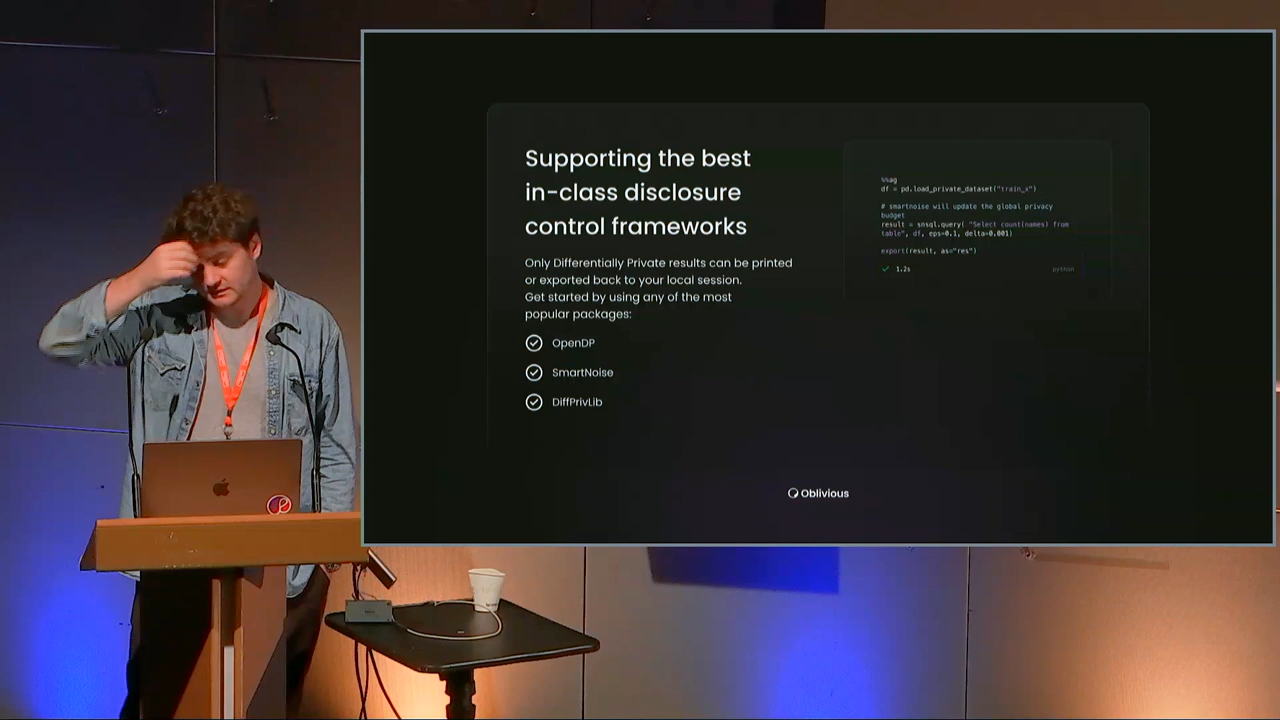 Supporting the best
in-class disclosure
control frameworks
Only Differentially Private results can be printed
or exported back to your local session.
Get started by using any of the most
popular packages:
OpenDP
SmartNoise
DiffPrivLib
%%ag
df = pd.load_private_dataset("train_x")
# smartnoise will update the global privacy
budget
result = snsql.query( "Select count(names) from
table", df, eps=0.1, delta=0.001)
export(result, as="res")
1.2s
python
Oblivious